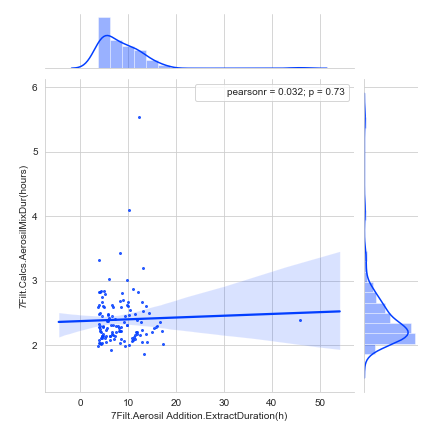 pearsonr = 0.032; p = 0.73
6
5
4
3
2
7Filt.Calcs.AerosilMixDur(hours)
0 10 20 30 40 50
7Filt.Aerosil Addition.ExtractDuration(h)